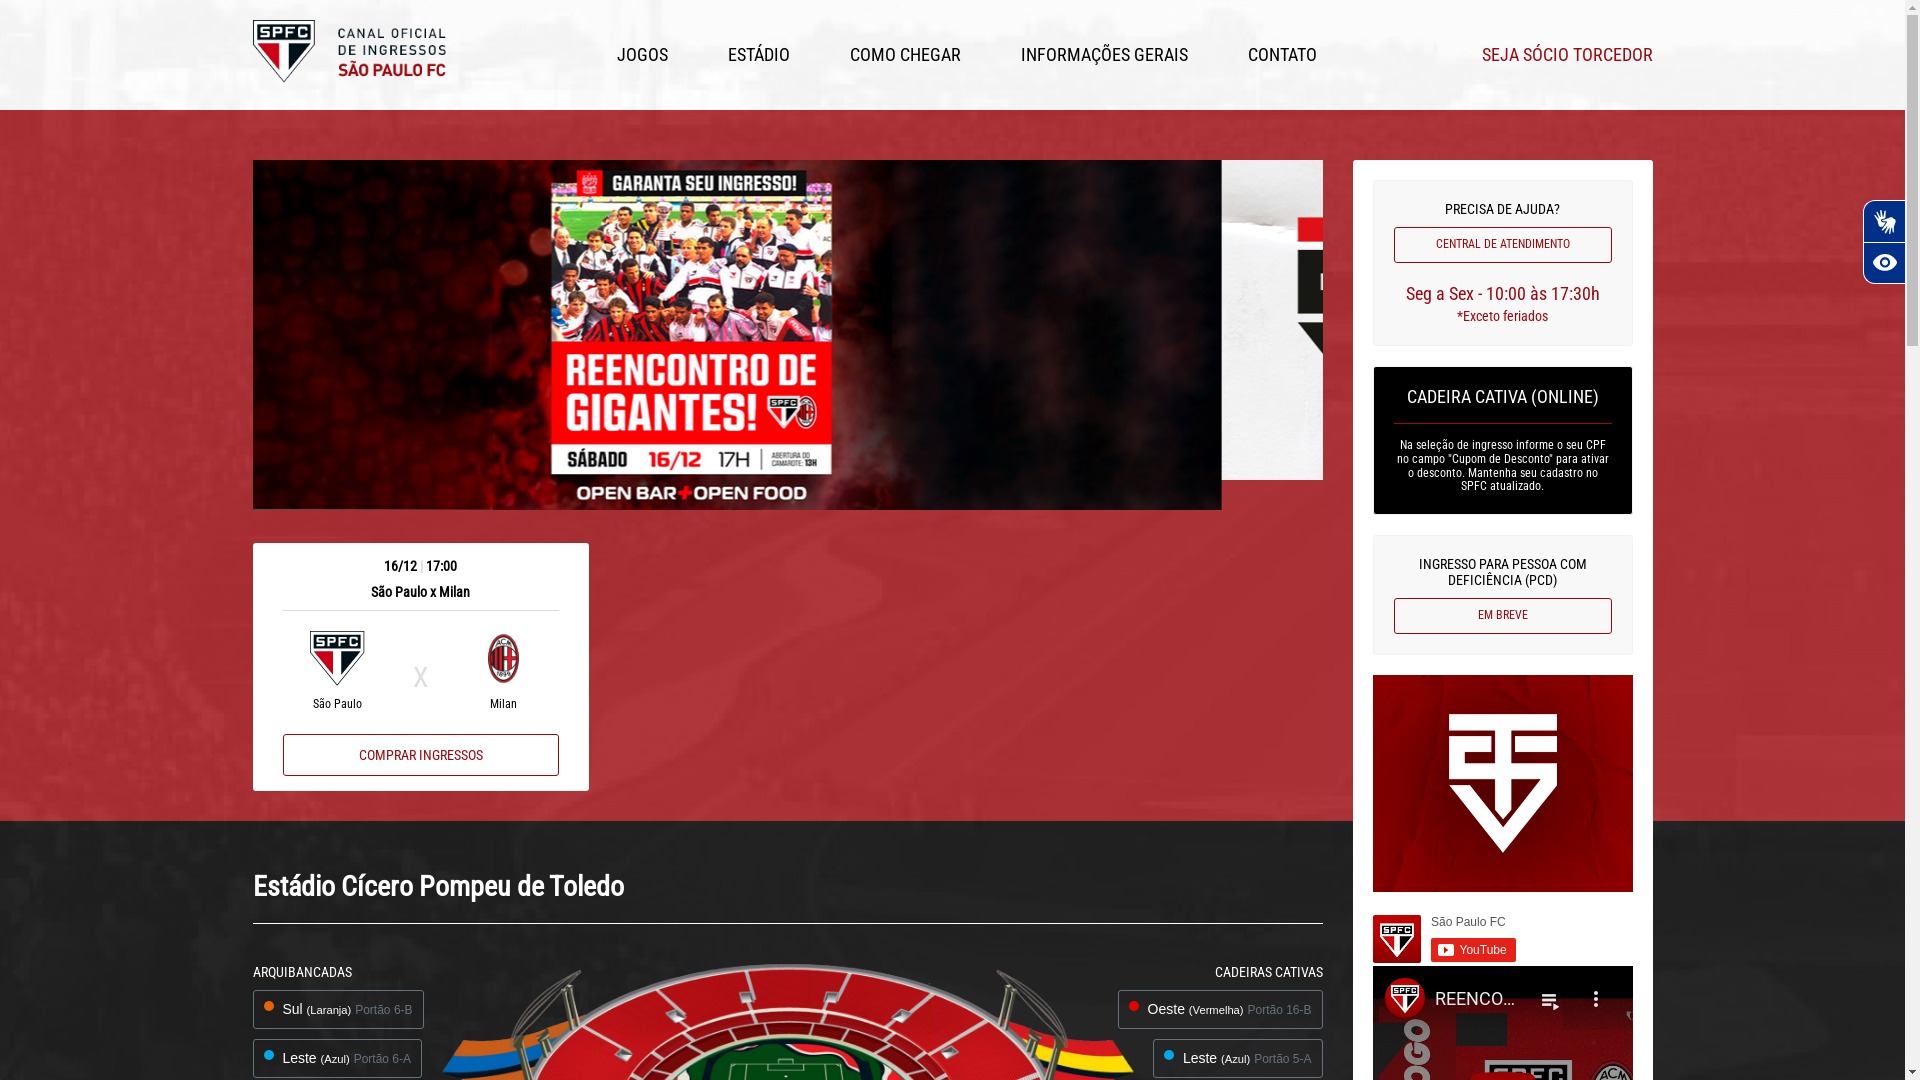 SPFC
CANAL OFICIAL
DE INGRESSOS
SÃO PAULO FC
JOGOS
ESTÁDIO
COMO CHEGAR
INFORMAÇÕES GERAIS
CONTATO
SEJA SÓCIO TORCEDOR
GARANTA SEU INGRESSO!
REENCONTRO DE
GIGANTES!
SPFC
SÁBADO 16/12 17H
ABERTURA DO
CAMAROTE: 13H
OPEN BAR+OPEN FOOD
16/12 | 17:00
São Paulo x Milan
SPFC
X
ACM
São Paulo
Milan
COMPRAR INGRESSOS
PRECISA DE AJUDA?
CENTRAL DE ATENDIMENTO
Seg a Sex - 10:00 às 17:30h
*Exceto feriados
CADEIRA CATIVA (ONLINE)
Na seleção de ingresso informe o seu CPF
no campo "Cupom de Desconto" para ativar
o desconto. Mantenha seu cadastro no
SPFC atualizado.
INGRESSO PARA PESSOA COM
DEFICIÊNCIA (PCD)
EM BREVE
São Paulo FC
YouTube
REENCO...
SPFC
ACM
Estádio Cícero Pompeu de Toledo
ARQUIBANCADAS
Sul (Laranja) Portão 6-B
Leste (Azul) Portão 6-A
CADEIRAS CATIVAS
Oeste (Vermelha) Portão 16-B
Leste (Azul) Portão 5-A